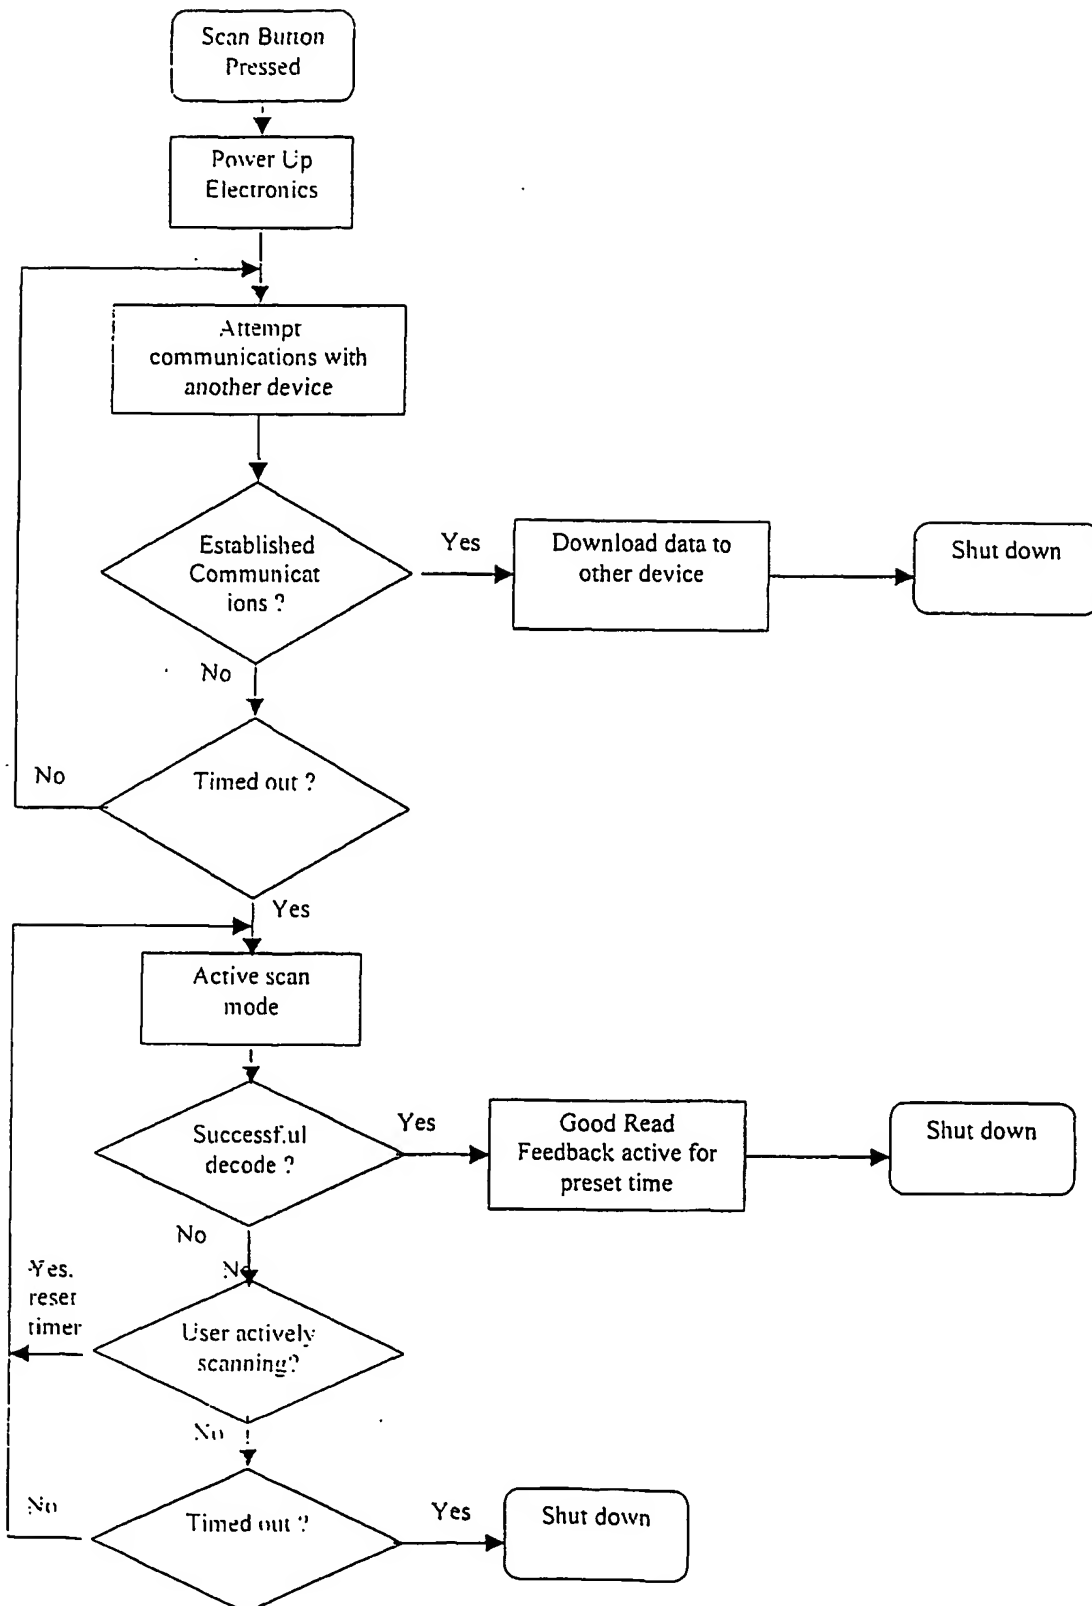 Scan Button
Pressed
Power Up
Electronics
Attempt
communications with
another device
Established
Communicat
ions ?
Yes
Download data to
other device
Shut down
No
Timed out ?
No
Yes
Active scan
mode
Successful
decode ?
Yes
Good Read
Feedback active for
preset time
Shut down
No
No
Yes.
reset
timer
User actively
scanning?
No
No
Timed out ?
Yes
Shut down